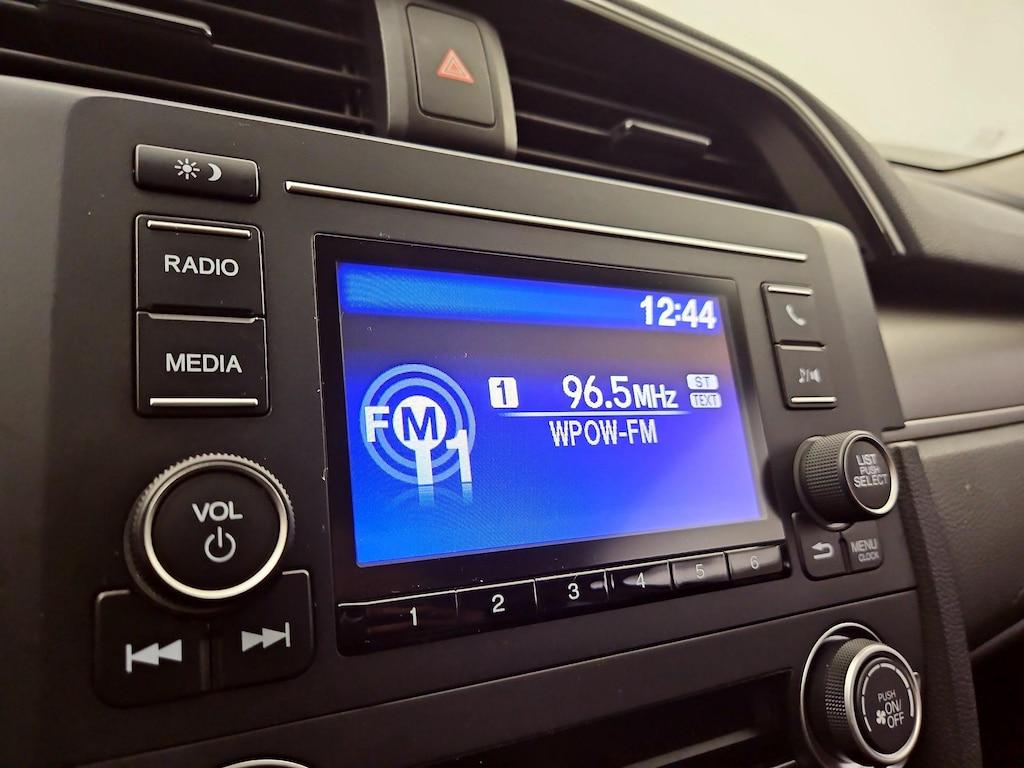 RADIO
MEDIA
12:44
FM1
1 96.5MHz ST
TEXT
WPOW-FM
VOL
LIST
PUSH
SELECT
MENU
CLOCK
1 2 3 4 5 6
PUSH
ON/
OFF